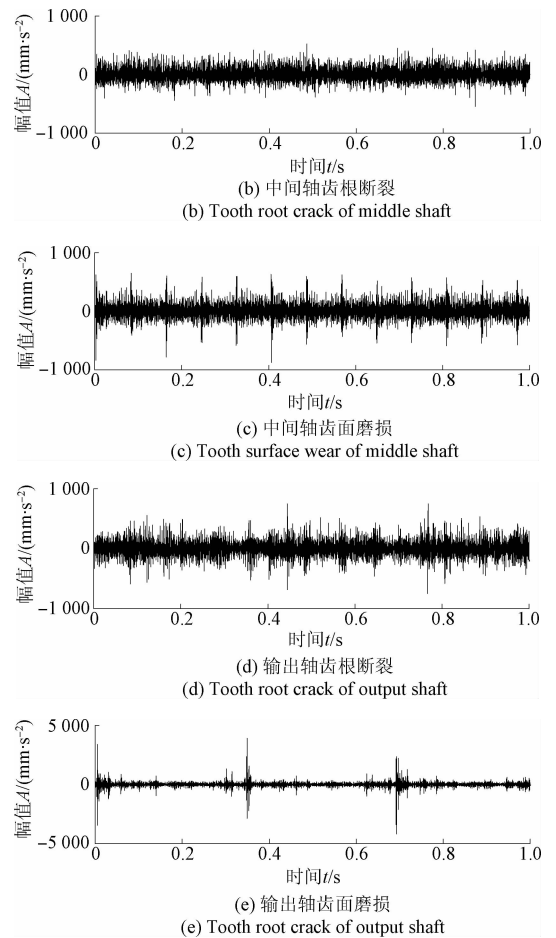 1 000
0
−1 000
幅值A/(mm·s⁻²)
0 0.2 0.4 0.6 0.8 1.0
时间t/s
(b) 中间轴齿根断裂
(b) Tooth root crack of middle shaft
1 000
0
−1 000
幅值A/(mm·s⁻²)
0 0.2 0.4 0.6 0.8 1.0
时间t/s
(c) 中间轴齿面磨损
(c) Tooth surface wear of middle shaft
1 000
0
−1 000
幅值A/(mm·s⁻²)
0 0.2 0.4 0.6 0.8 1.0
时间t/s
(d) 输出轴齿根断裂
(d) Tooth root crack of output shaft
5 000
0
−5 000
幅值A/(mm·s⁻²)
0 0.2 0.4 0.6 0.8 1.0
时间t/s
(e) 输出轴齿面磨损
(e) Tooth root crack of output shaft